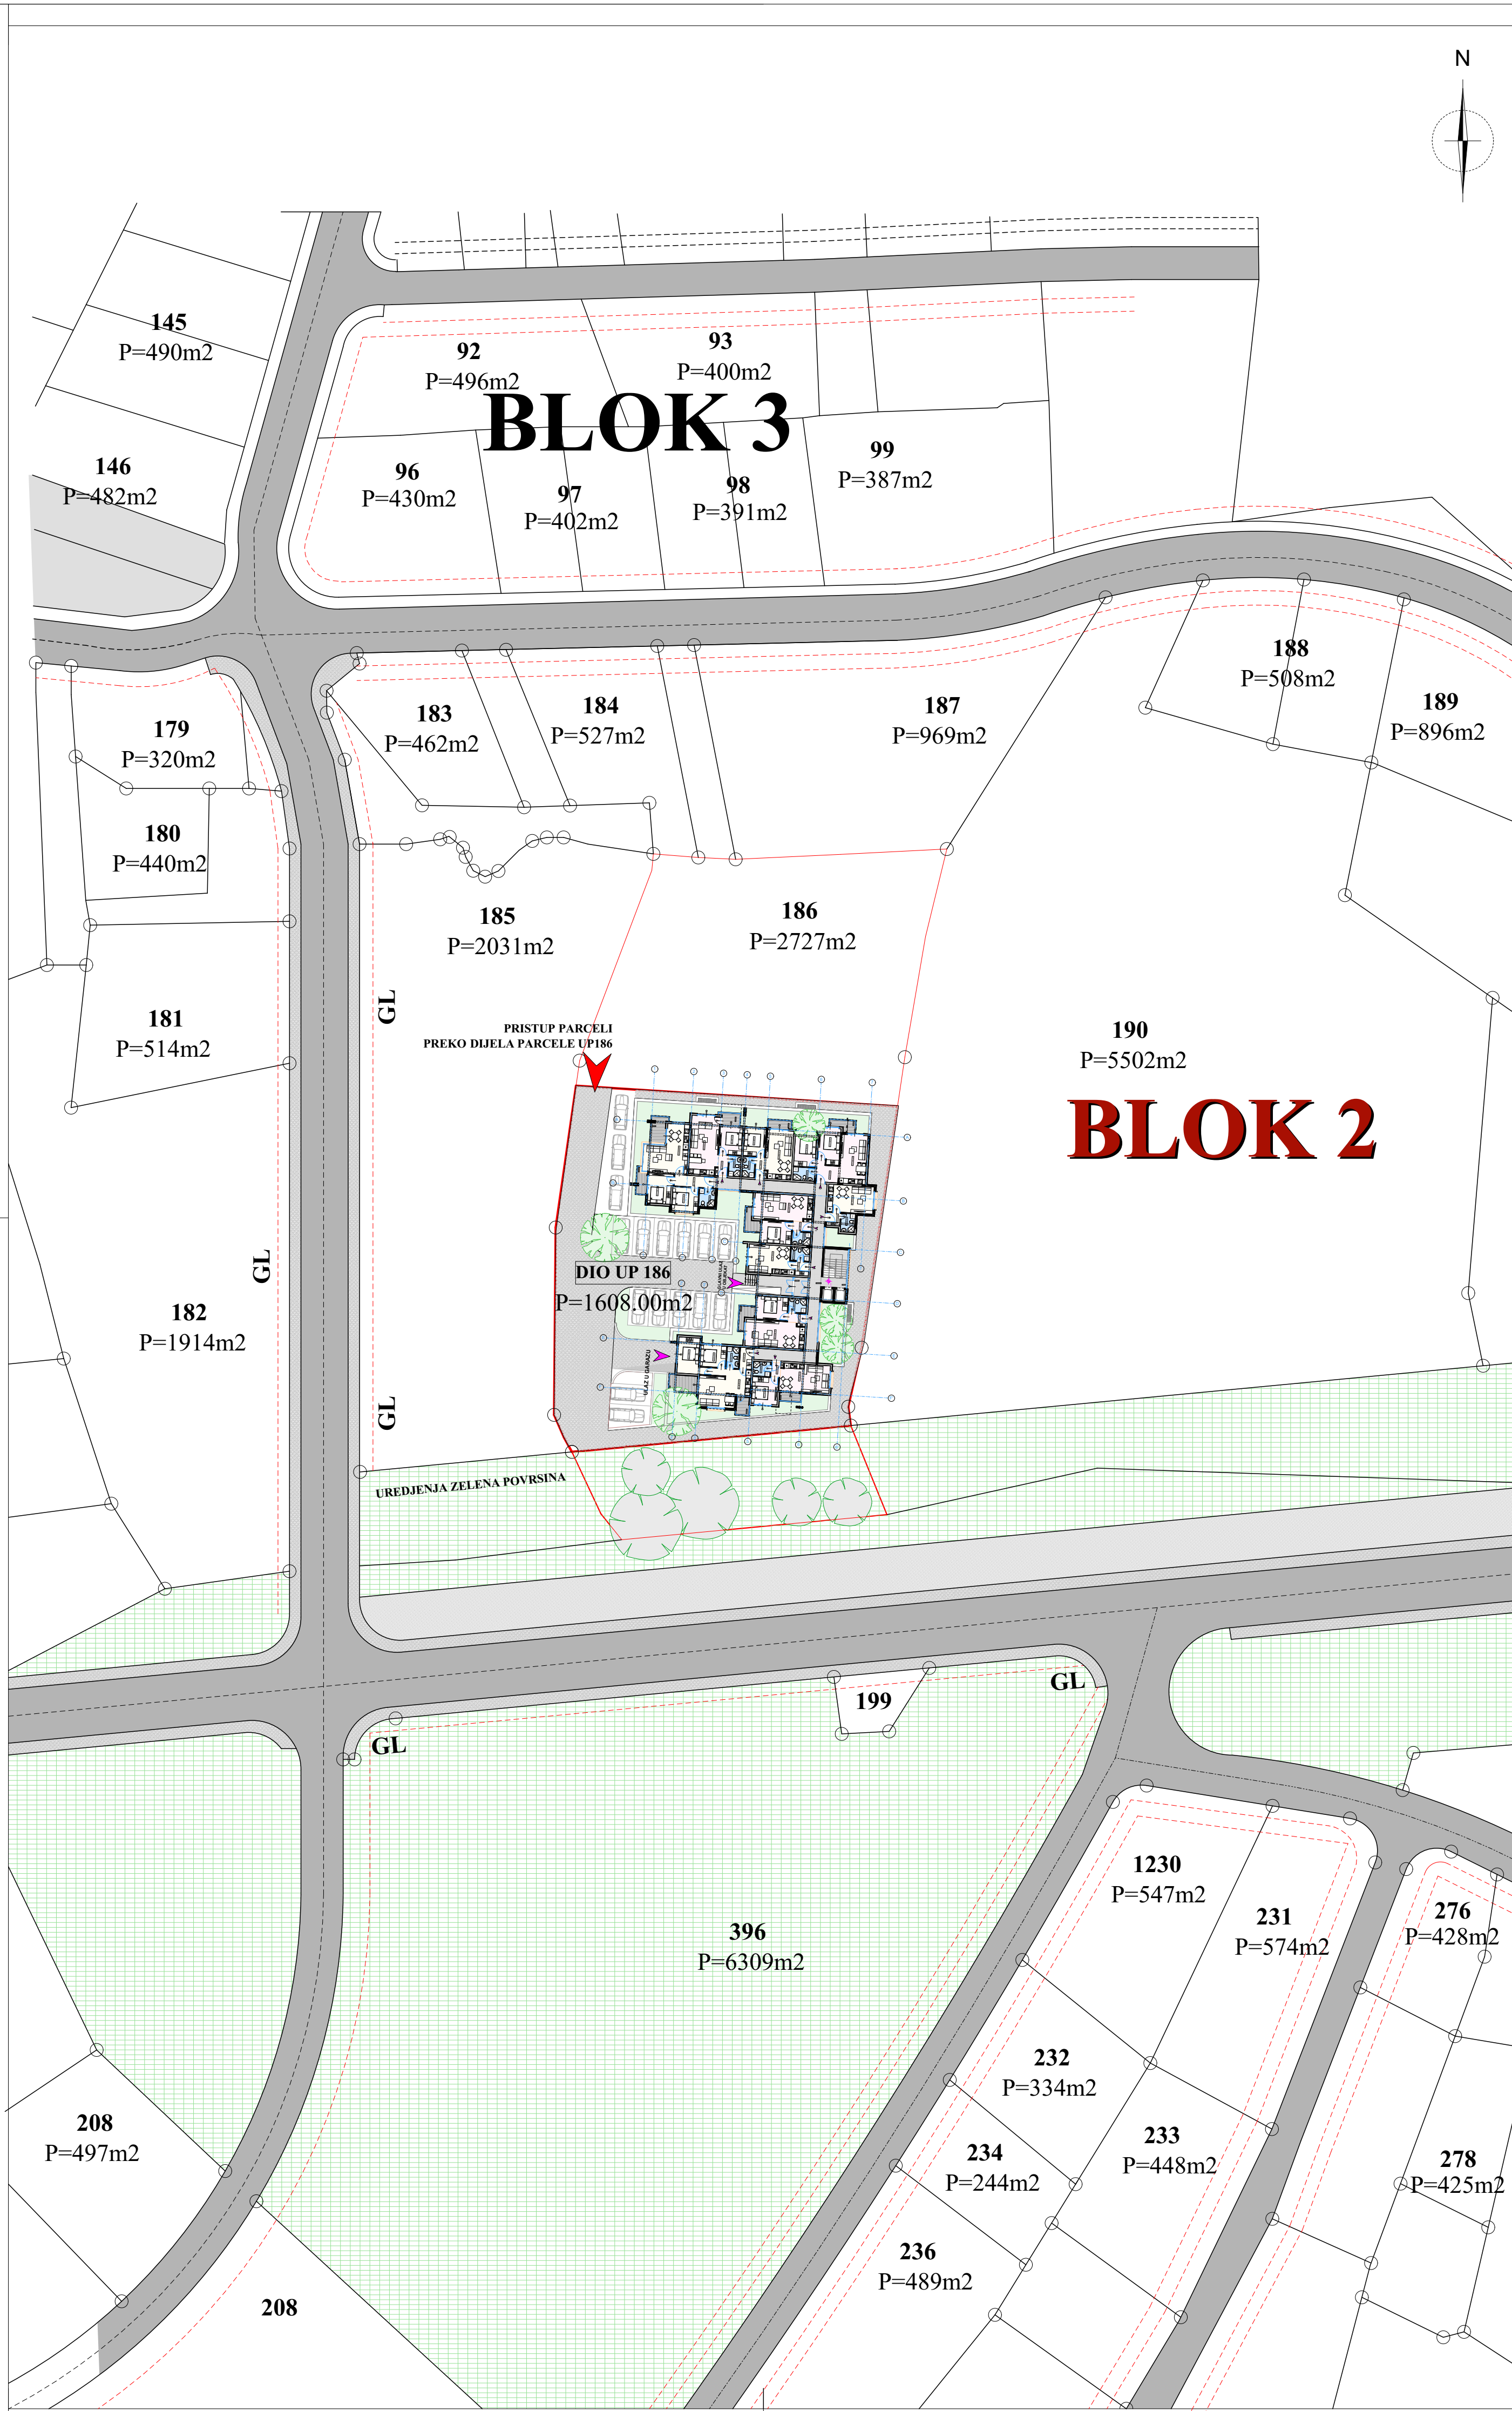 N
145
P=490m2
92
P=496m2
93
P=400m2
BLOK 3
146
P=482m2
96
P=430m2
97
P=402m2
98
P=391m2
99
P=387m2
179
P=320m2
183
P=462m2
184
P=527m2
187
P=969m2
188
P=508m2
189
P=896m2
180
P=440m2
185
P=2031m2
186
P=2727m2
GL
181
P=514m2
PRISTUP PARCELI
PREKO DIJELA PARCELE UP186
190
P=5502m2
BLOK 2
GL
DIO UP 186
P=1608.00m2
182
P=1914m2
ULAZ U GARAZU
GL
UREDJENJA ZELENA POVRSINA
GL
199
GL
1230
P=547m2
231
P=574m2
276
P=428m2
396
P=6309m2
232
P=334m2
208
P=497m2
234
P=244m2
233
P=448m2
278
P=425m2
236
P=489m2
208